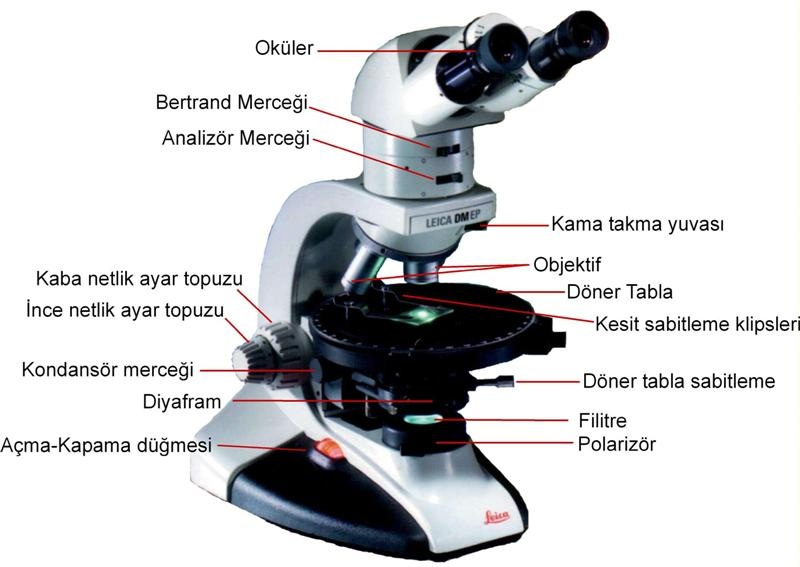 Oküler
Bertrand Merceği
Analizör Merceği
LEICA DM EP
Kama takma yuvası
Objektif
Döner Tabla
Kesit sabitleme klipsleri
Kaba netlik ayar topuzu
İnce netlik ayar topuzu
Kondansör merceği
Diyafram
Açma-Kapama düğmesi
Döner tabla sabitleme
Filitre
Polarizör
Leica